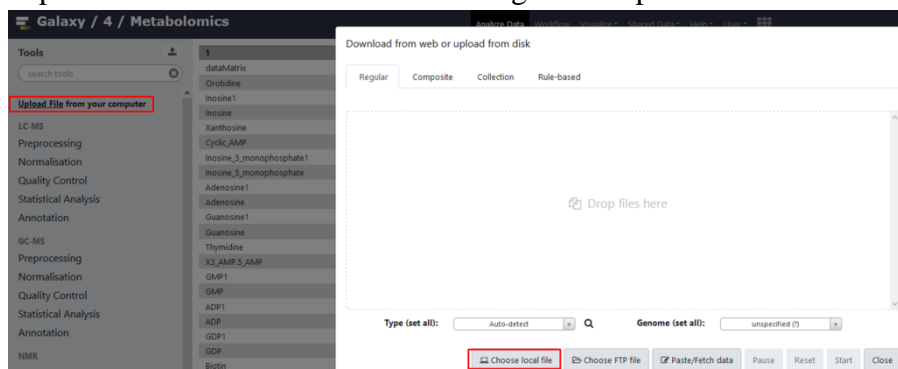 Galaxy / 4 / Metabolomics
Analyze Data Workflow Visualize Shared Data Help User
Tools
search tools
Upload File from your computer
LC-MS
Preprocessing
Normalisation
Quality Control
Statistical Analysis
Annotation
GC-MS
Preprocessing
Normalisation
Quality Control
Statistical Analysis
Annotation
NMR
1
dataMatrix
Orotidine
Inosine1
Inosine
Xanthosine
Cyclic_AMP
Inosine_5_monophosphate1
Inosine_5_monophosphate
Adenosine1
Adenosine
Guanosine1
Guanosine
Thymidine
X3_AMP.5_AMP
GMP1
GMP
ADP1
ADP
GDP1
GDP
Biotin
Download from web or upload from disk
Regular Composite Collection Rule-based
Drop files here
Type (set all): Auto-detect Genome (set all): unspecified (?)
Choose local file Choose FTP file Paste/Fetch data Pause Reset Start Close